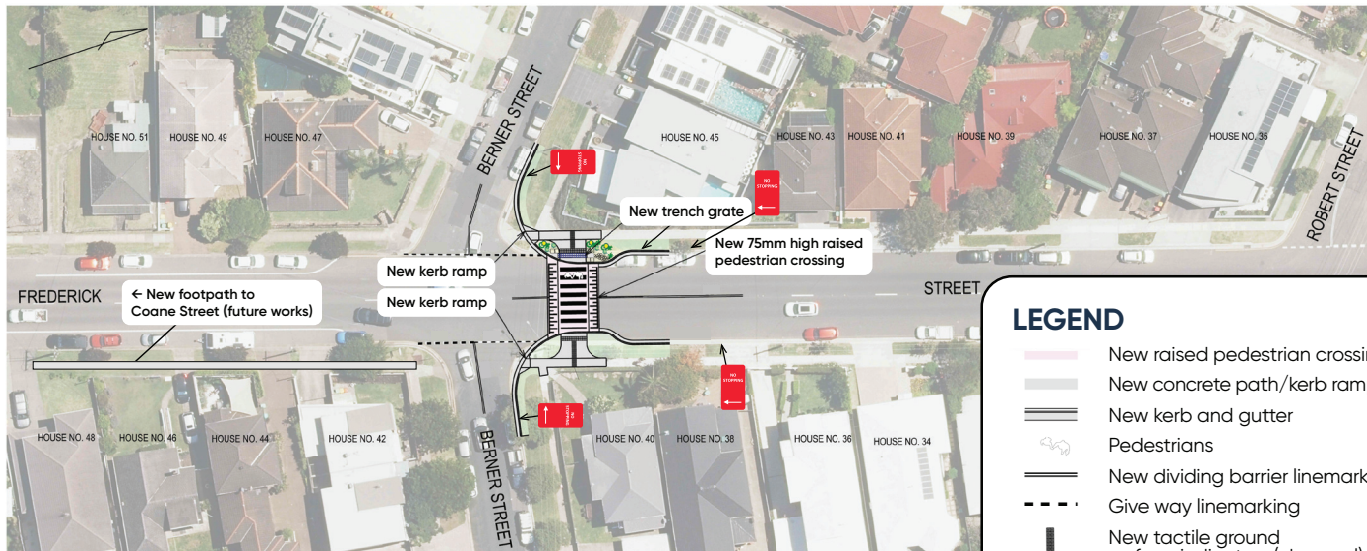 HOUSE NO. 51
HOUSE NO. 49
HOUSE NO. 47
BERNER STREET
HOUSE NO. 45
HOUSE NO. 43
HOUSE NO. 41
HOUSE NO. 39
HOUSE NO. 37
HOUSE NO. 35
ROBERT STREET
NO
STOPPING
NO
STOPPING
New trench grate
New 75mm high raised
pedestrian crossing
New kerb ramp
New kerb ramp
FREDERICK
STREET
← New footpath to
Coane Street (future works)
NO
STOPPING
NO
STOPPING
HOUSE NO. 48
HOUSE NO. 46
HOUSE NO. 44
HOUSE NO. 42
BERNER STREET
HOUSE NO. 40
HOUSE NO. 38
HOUSE NO. 36
HOUSE NO. 34
LEGEND
New raised pedestrian crossin
New concrete path/kerb ram
New kerb and gutter
Pedestrians
New dividing barrier linemark
Give way linemarking
New tactile ground